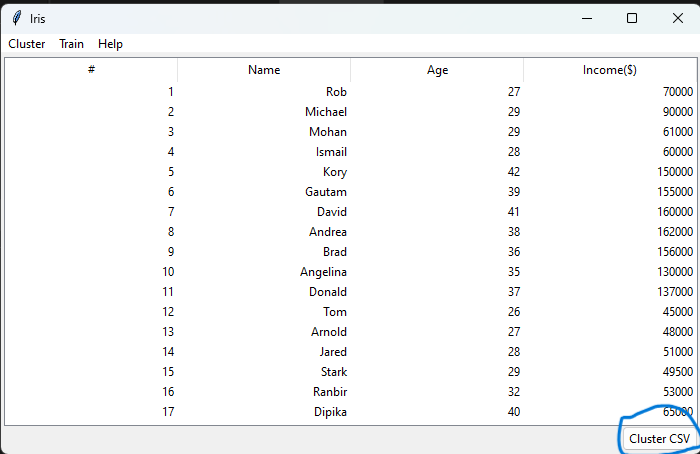 Iris
Cluster Train Help
# Name Age Income($)
1 Rob 27 70000
2 Michael 29 90000
3 Mohan 29 61000
4 Ismail 28 60000
5 Kory 42 150000
6 Gautam 39 155000
7 David 41 160000
8 Andrea 38 162000
9 Brad 36 156000
10 Angelina 35 130000
11 Donald 37 137000
12 Tom 26 45000
13 Arnold 27 48000
14 Jared 28 51000
15 Stark 29 49500
16 Ranbir 32 53000
17 Dipika 40 65000
Cluster CSV